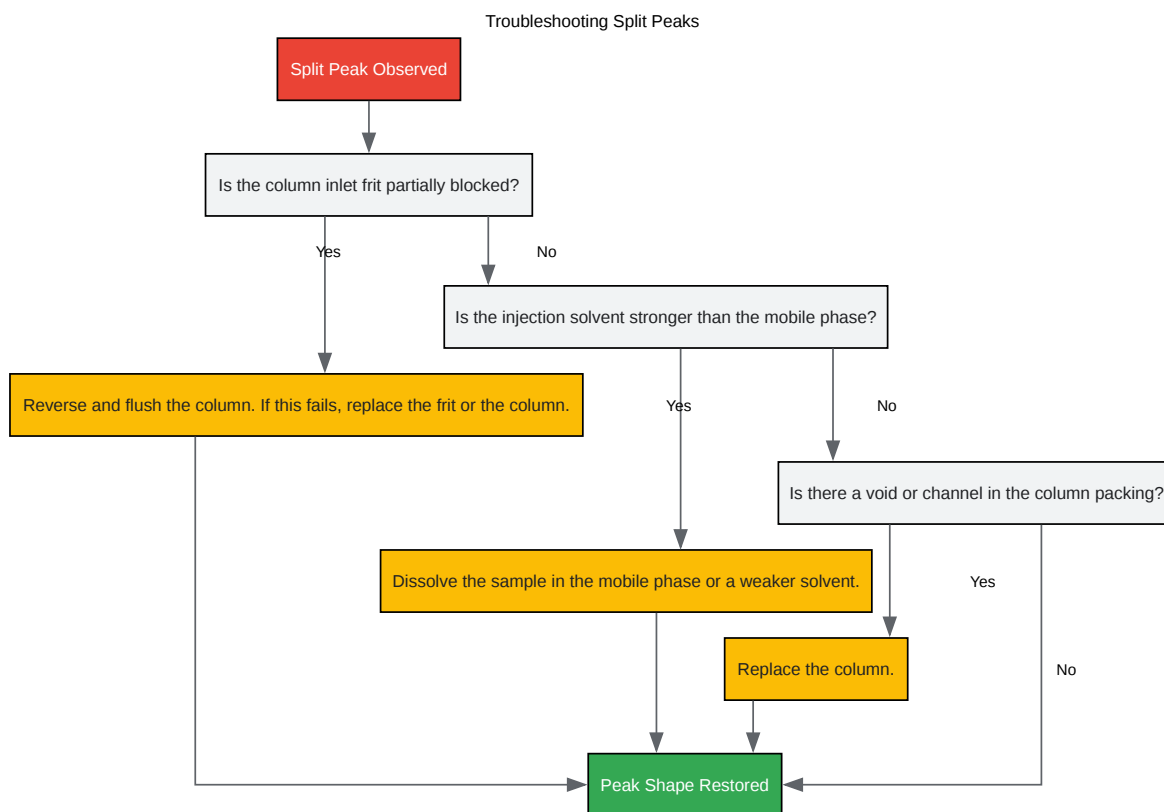 Troubleshooting Split Peaks
Split Peak Observed
Is the column inlet frit partially blocked?
Yes
No
Is the injection solvent stronger than the mobile phase?
Reverse and flush the column. If this fails, replace the frit or the column.
Yes
No
Is there a void or channel in the column packing?
Dissolve the sample in the mobile phase or a weaker solvent.
Yes
Replace the column.
No
Peak Shape Restored